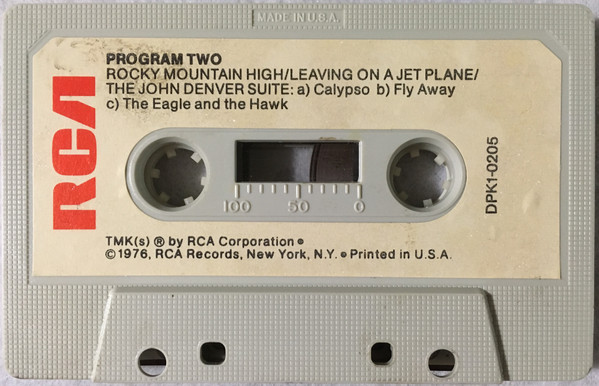 MADE IN U.S.A.
RCA
PROGRAM TWO
ROCKY MOUNTAIN HIGH/LEAVING ON A JET PLANE/
THE JOHN DENVER SUITE: a) Calypso b) Fly Away
c) The Eagle and the Hawk
100 50 0
DPK1-0205
TMK(s) ® by RCA Corporation ●
©1976, RCA Records, New York, N.Y. ● Printed in U.S.A.